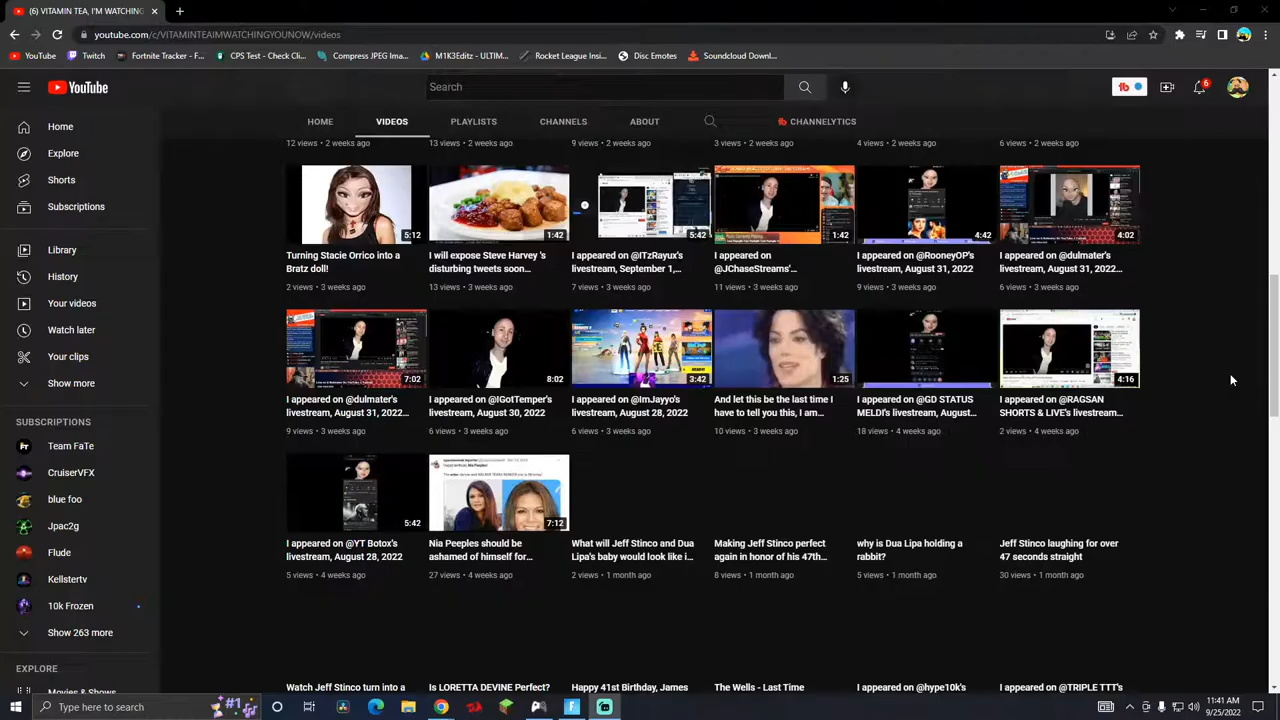 (6) VITAMIN TEA, I'M WATCHING
youtube.com/c/VITAMINTEAIMWATCHINGYOUNOW/videos
YouTube Twitch Fortnite Tracker - F... CPS Test - Check Cli... Compress JPEG Ima... M1K3Editz - ULTIM... Rocket League Insi... Disc Emotes Soundcloud Downl...
YouTube
Search
6
HOME VIDEOS PLAYLISTS CHANNELS ABOUT CHANNELYTICS
Home
Explore
Shorts
Subscriptions
Library
History
Your videos
Watch later
Your clips
Show more
SUBSCRIPTIONS
Team FaTe
CruiserVFX
blue foo
Jpac2g
Flude
Kellstertv
10k Frozen
Show 263 more
EXPLORE
Movies & Shows
12 views • 2 weeks ago 13 views • 2 weeks ago 9 views • 2 weeks ago 3 views • 2 weeks ago 4 views • 2 weeks ago 6 views • 2 weeks ago
5:12 1:42 5:42 1:42 4:42 2:02
Turning Stacie Orrico into a I will expose Steve Harvey 's I appeared on @ITzRayux's I appeared on I appeared on @RooneyOP's I appeared on @dulmater's
Bratz doll! disturbing tweets soon... livestream, September 1,... @JChaseStreams'... livestream, August 31, 2022 livestream, August 31, 2022...
2 views • 3 weeks ago 13 views • 3 weeks ago 7 views • 3 weeks ago 11 views • 3 weeks ago 9 views • 3 weeks ago 6 views • 3 weeks ago
7:02 8:02 3:42 1:25 4:16
I appeared on @dulmater's I appeared on @IGotTemper's I appeared on @ImJayyo's And let this be the last time I I appeared on @GD STATUS I appeared on @RAGSAN
livestream, August 31, 2022... livestream, August 30, 2022 livestream, August 28, 2022 have to tell you this, I am... MELDI's livestream, August... SHORTS & LIVE's livestream...
9 views • 3 weeks ago 6 views • 3 weeks ago 6 views • 3 weeks ago 10 views • 3 weeks ago 18 views • 4 weeks ago 2 views • 4 weeks ago
5:42 7:12
I appeared on @YT Botox's Nia Peeples should be What will Jeff Stinco and Dua Making Jeff Stinco perfect why is Dua Lipa holding a Jeff Stinco laughing for over
livestream, August 28, 2022 ashamed of himself for... Lipa's baby would look like i... again in honor of his 47th... rabbit? 47 seconds straight
5 views • 4 weeks ago 27 views • 4 weeks ago 2 views • 1 month ago 8 views • 1 month ago 5 views • 1 month ago 30 views • 1 month ago
Watch Jeff Stinco turn into a Is LORETTA DEVINE Perfect? Happy 41st Birthday, James The Wells - Last Time I appeared on @hype10k's I appeared on @TRIPLE TTT's
Type here to search
#1
11:41 AM
9/25/2022